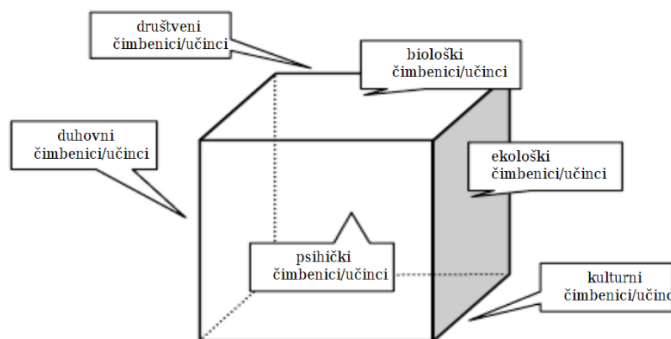 društveni
čimbenici/učinci
biološki
čimbenici/učinci
duhovni
čimbenici/učinci
ekološki
čimbenici/učinci
psihički
čimbenici/učinci
kulturni
čimbenici/učinc